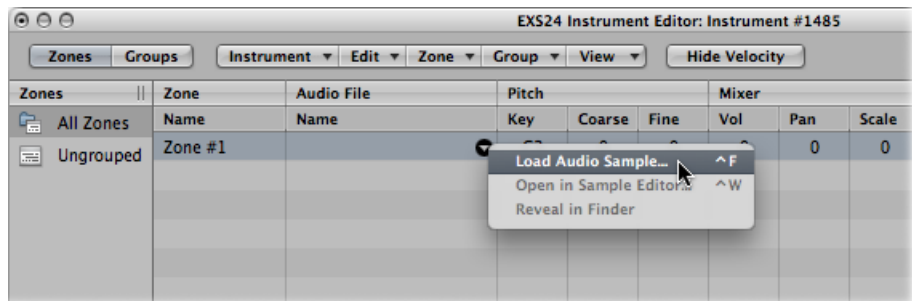 EXS24 Instrument Editor: Instrument #1485
Zones Groups Instrument Edit Zone Group View Hide Velocity
Zones Zone Audio File Pitch Mixer
All Zones Name Name Key Coarse Fine Vol Pan Scale
Ungrouped Zone #1 0 0
Load Audio Sample... ^F
Open in Sample Editor... ^W
Reveal in Finder